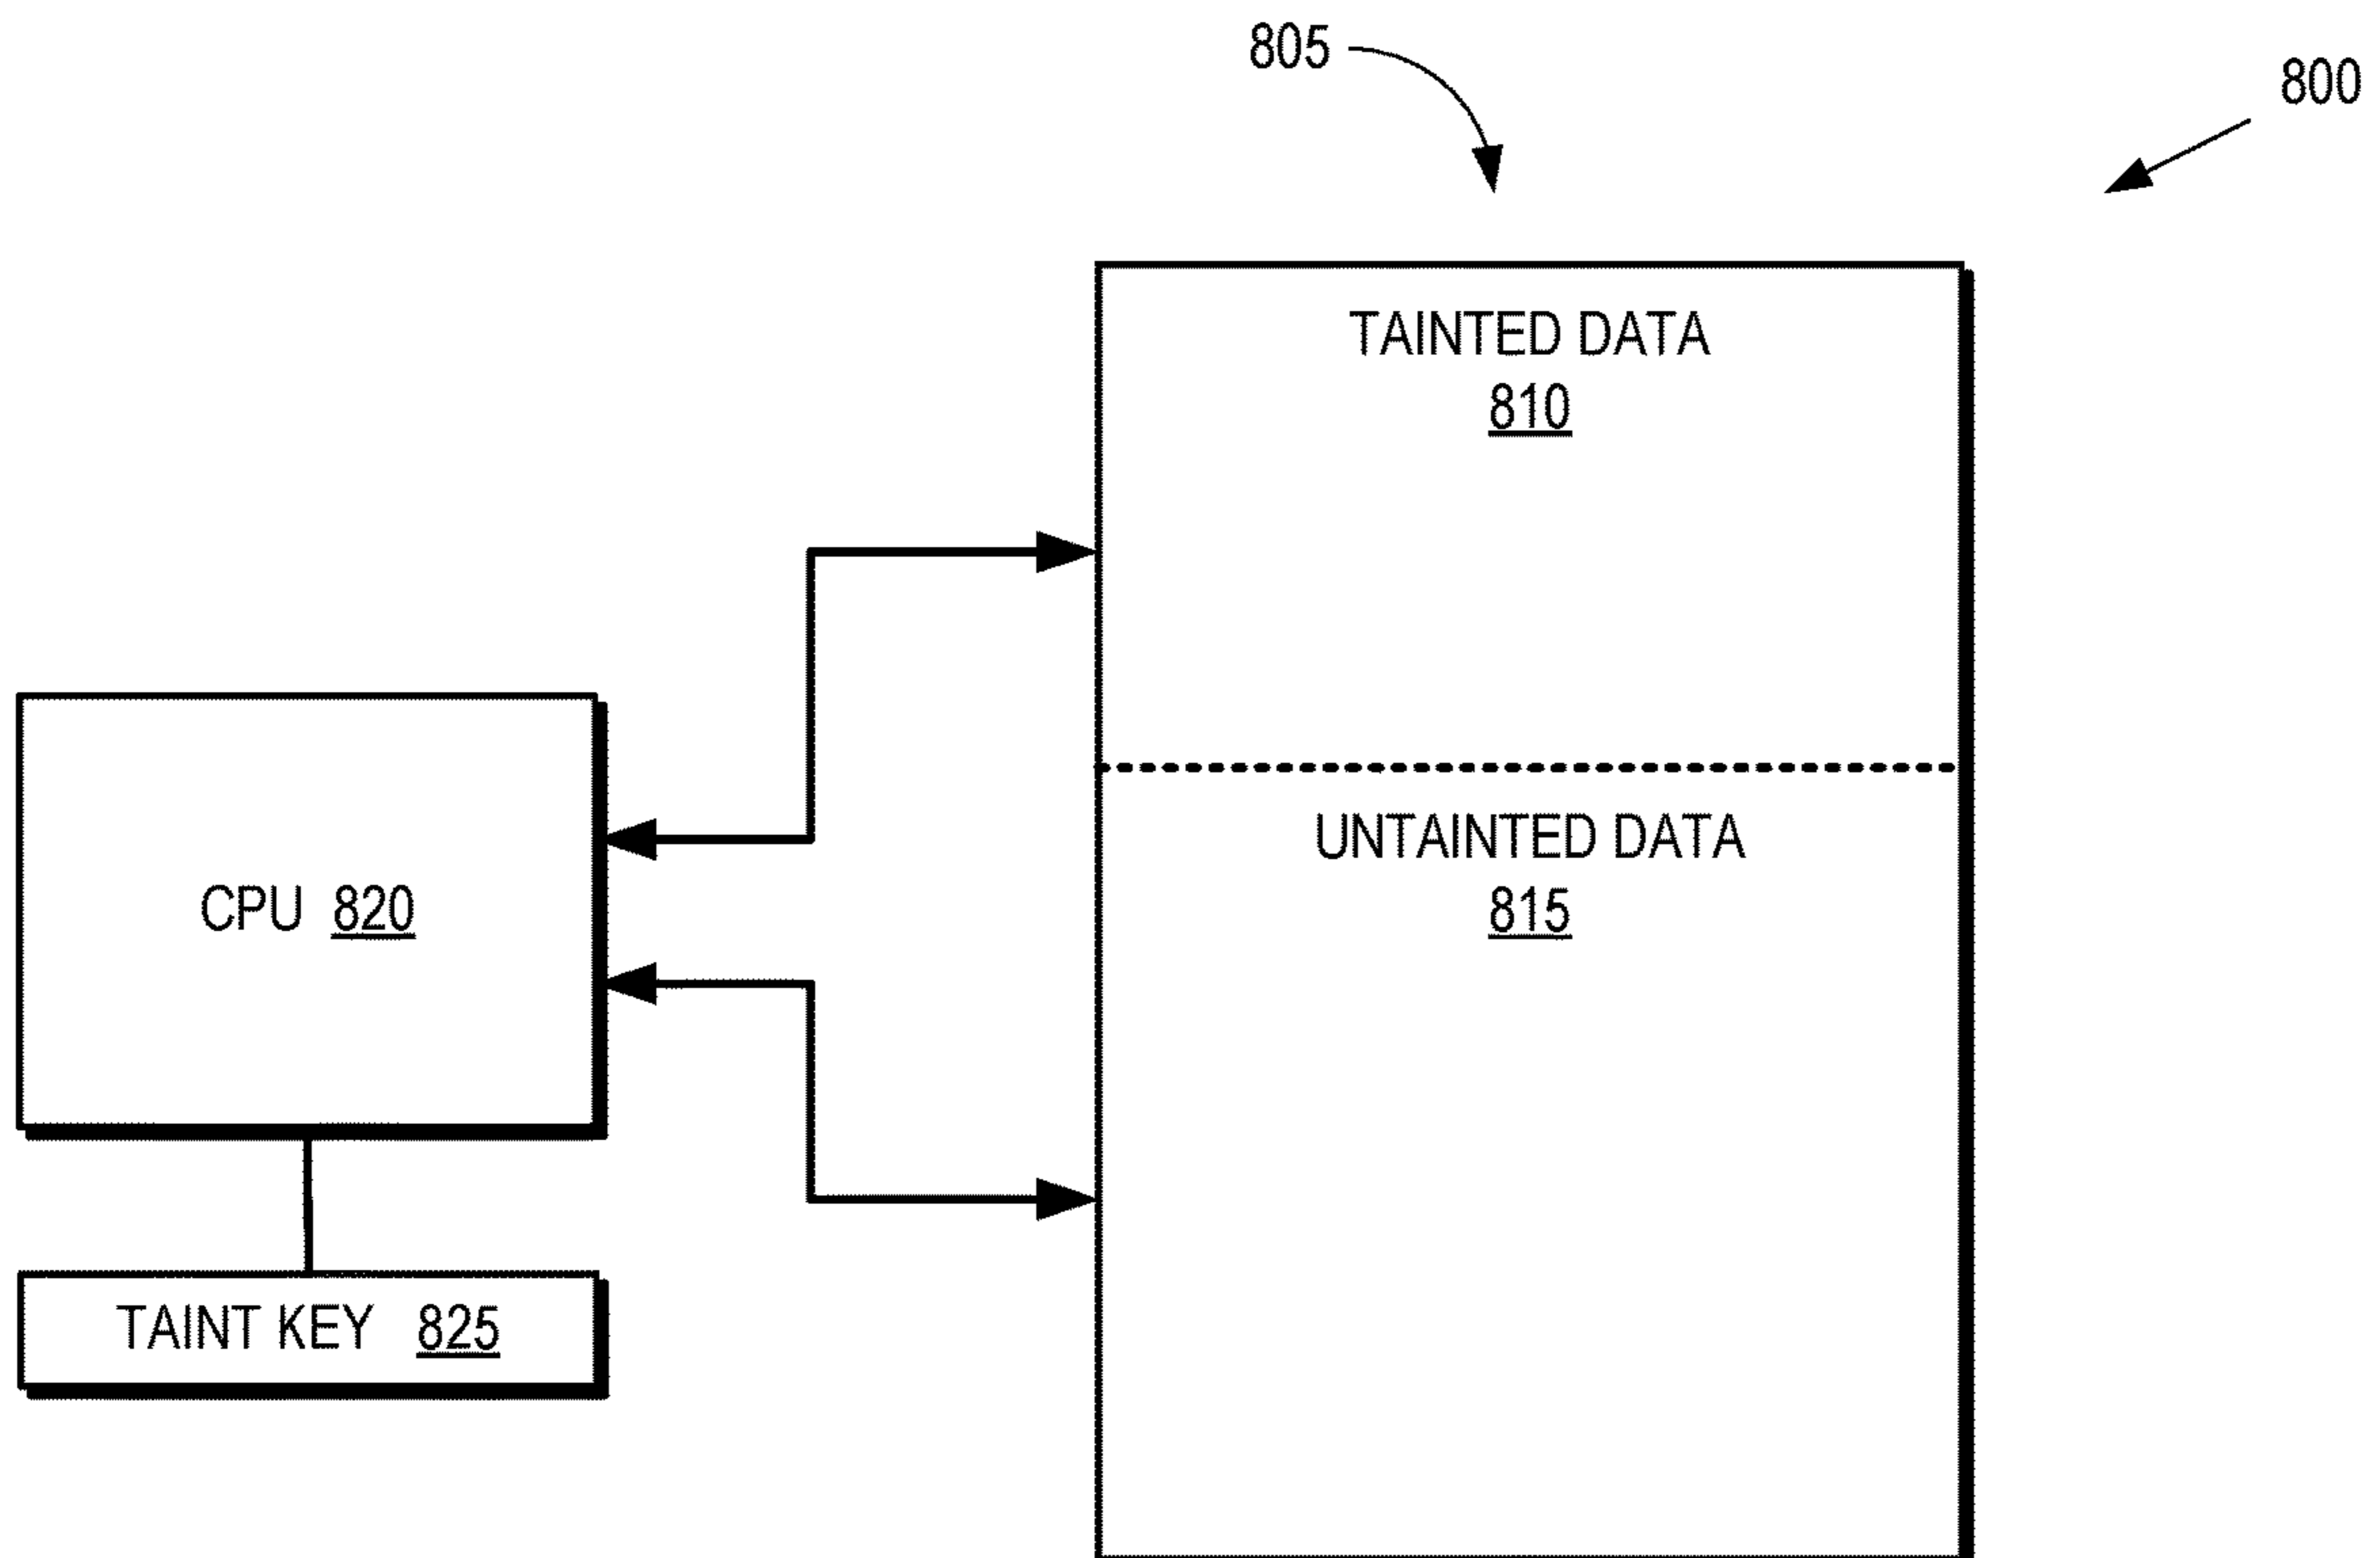 805
800
TAINTED DATA
810
UNTAINTED DATA
815
CPU 820
TAINT KEY 825